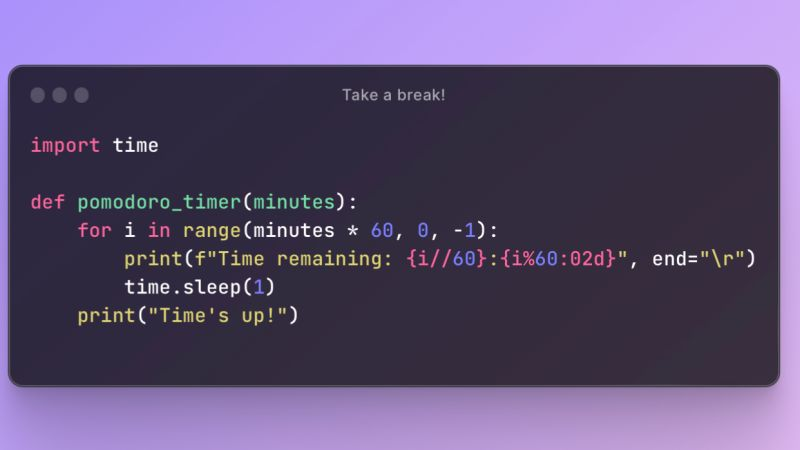 Take a break!
import time
def pomodoro_timer(minutes):
    for i in range(minutes * 60, 0, -1):
        print(f"Time remaining: {i//60}:{i%60:02d}", end="\r")
        time.sleep(1)
    print("Time's up!")